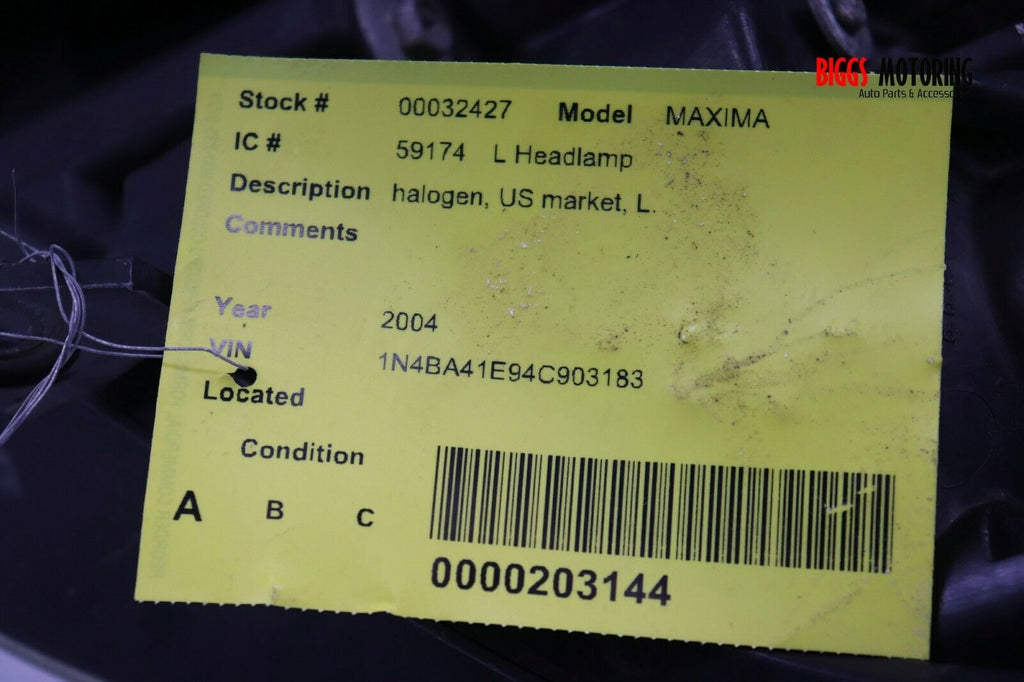 BIGGS MOTORING
Auto Parts & Accesso
Stock # 00032427 Model MAXIMA
IC # 59174 L Headlamp
Description halogen, US market, L.
Comments
Year 2004
VIN 1N4BA41E94C903183
Located
Condition
A B C
0000203144